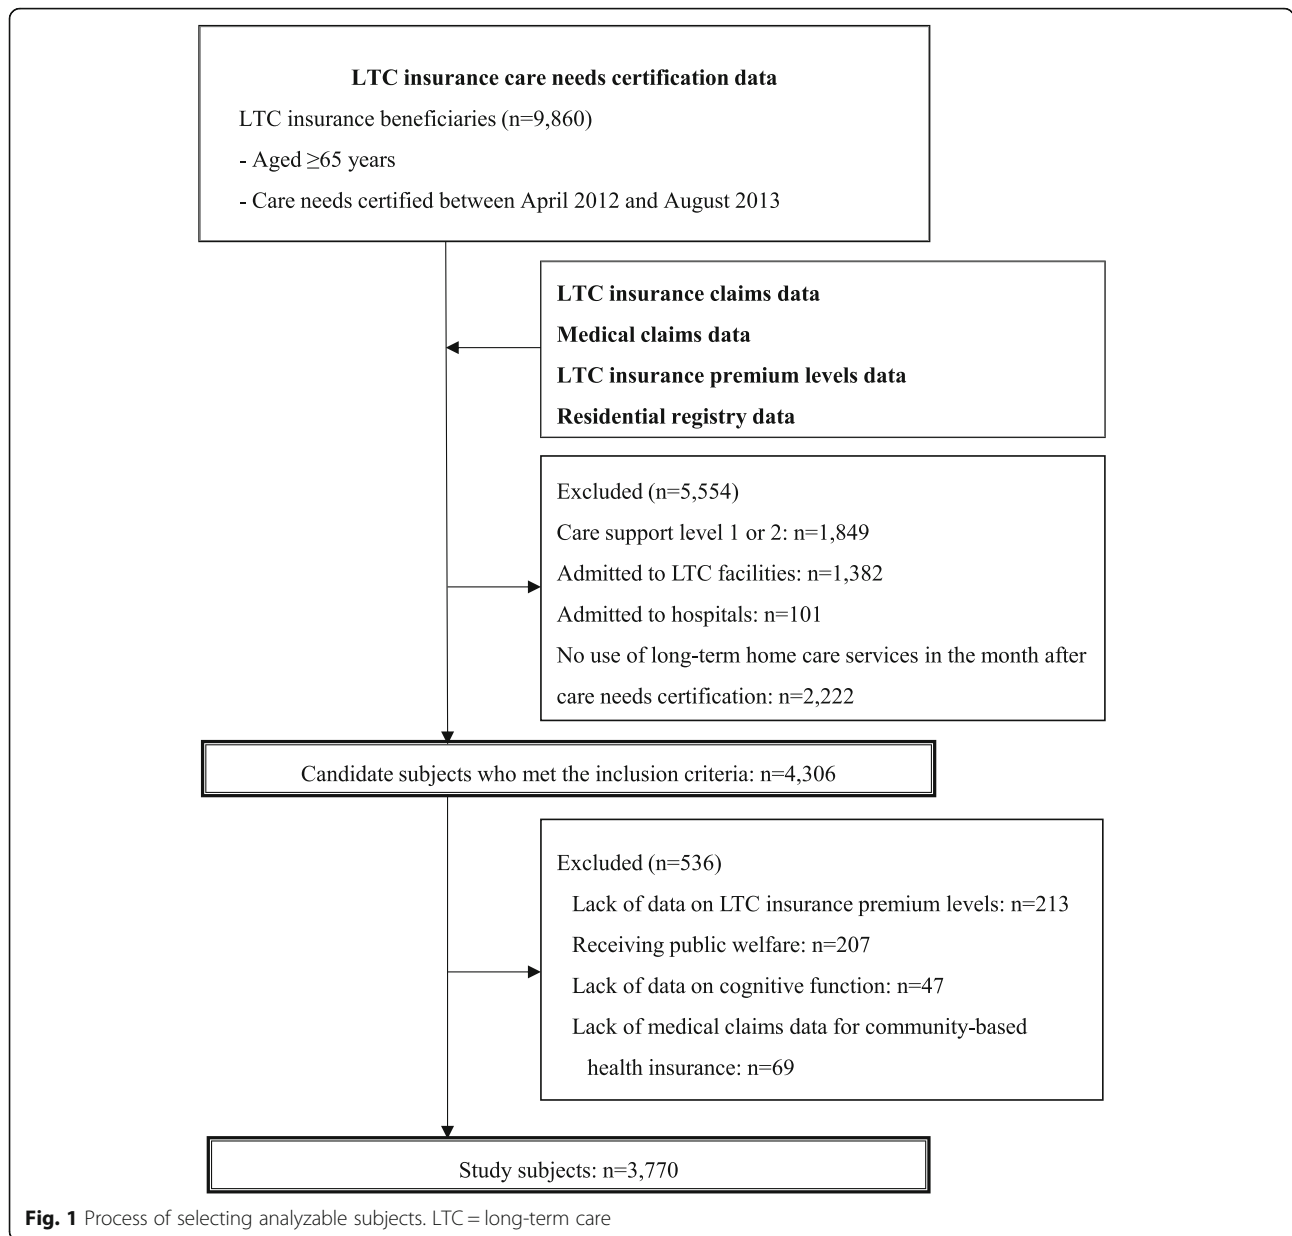 LTC insurance care needs certification data
LTC insurance beneficiaries (n=9,860)
- Aged ≥65 years
- Care needs certified between April 2012 and August 2013
LTC insurance claims data
Medical claims data
LTC insurance premium levels data
Residential registry data
Excluded (n=5,554)
Care support level 1 or 2: n=1,849
Admitted to LTC facilities: n=1,382
Admitted to hospitals: n=101
No use of long-term home care services in the month after
care needs certification: n=2,222
Candidate subjects who met the inclusion criteria: n=4,306
Excluded (n=536)
Lack of data on LTC insurance premium levels: n=213
Receiving public welfare: n=207
Lack of data on cognitive function: n=47
Lack of medical claims data for community-based
health insurance: n=69
Study subjects: n=3,770
Fig. 1 Process of selecting analyzable subjects. LTC = long-term care